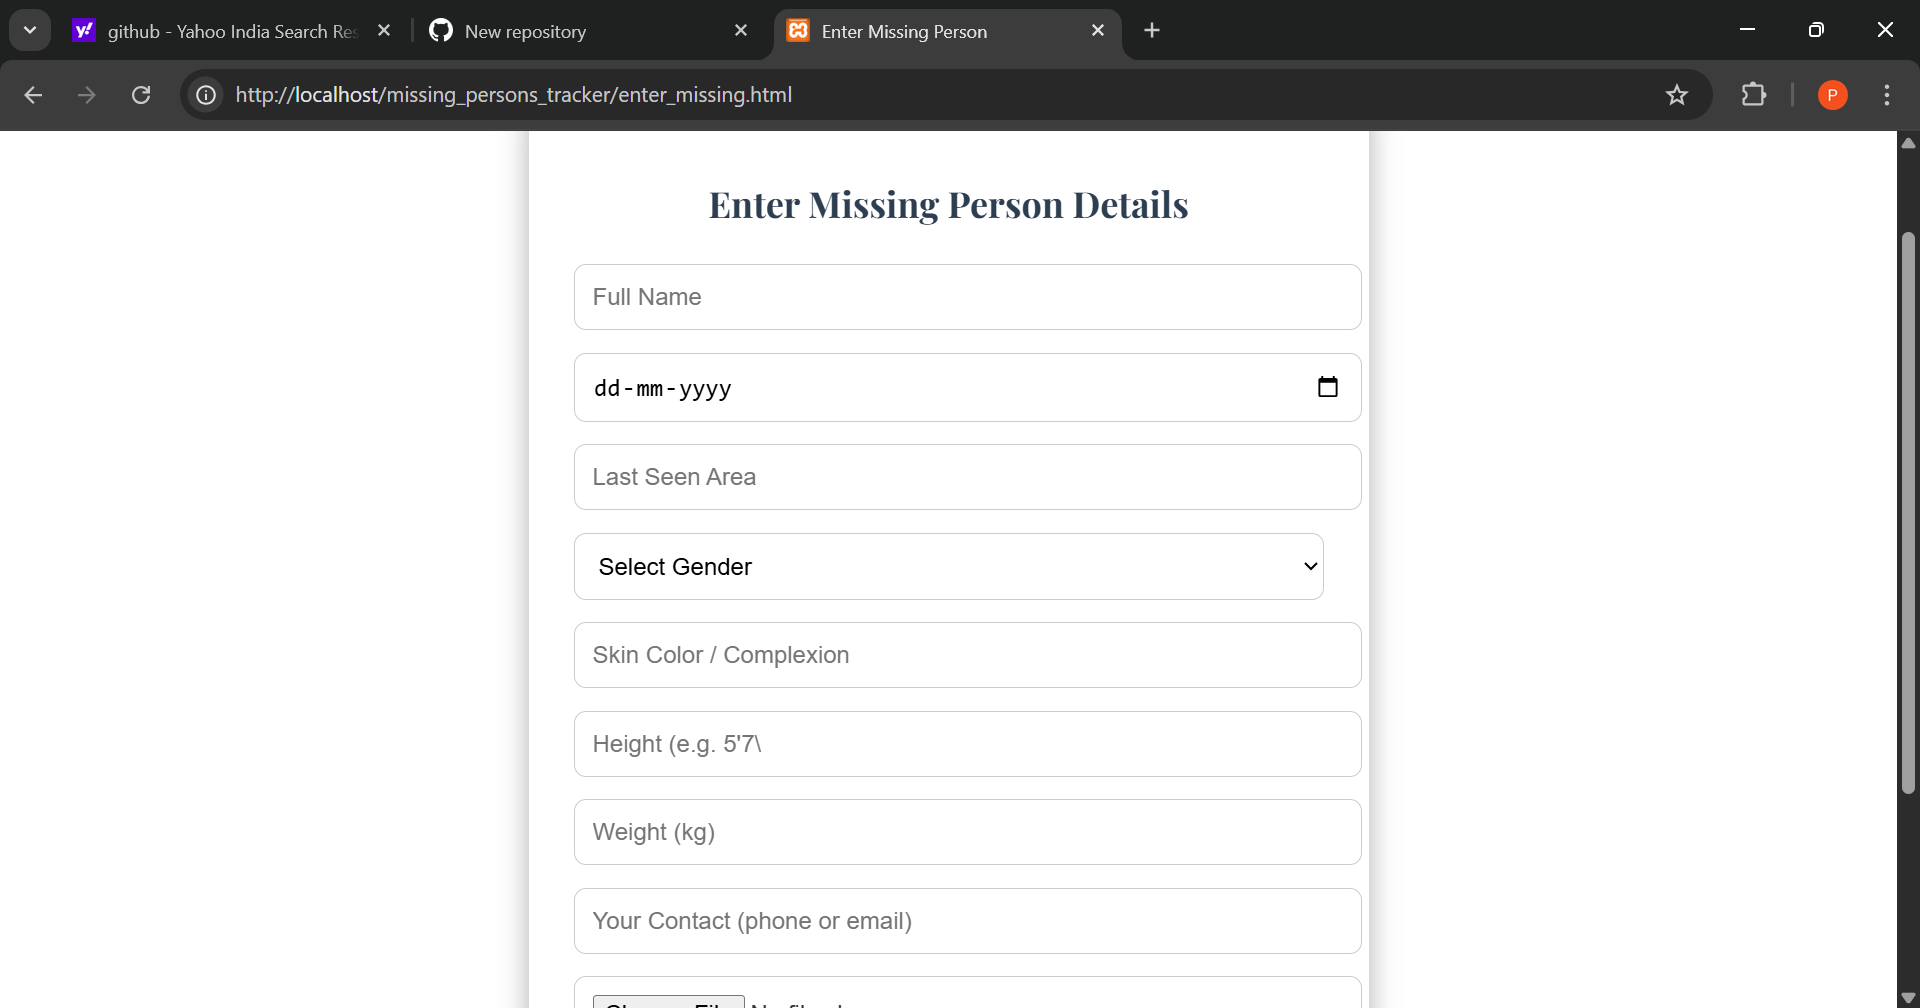 github - Yahoo India Search Res
New repository
Enter Missing Person
http://localhost/missing_persons_tracker/enter_missing.html
P
Enter Missing Person Details
Full Name
dd-mm-yyyy
Last Seen Area
Select Gender
Skin Color / Complexion
Height (e.g. 5'7\
Weight (kg)
Your Contact (phone or email)